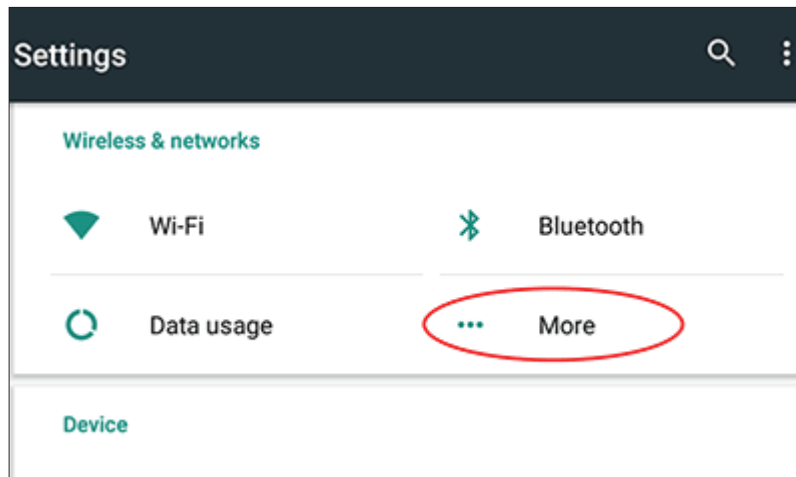 Settings
Wireless & networks
Wi-Fi
Bluetooth
Data usage
More
Device